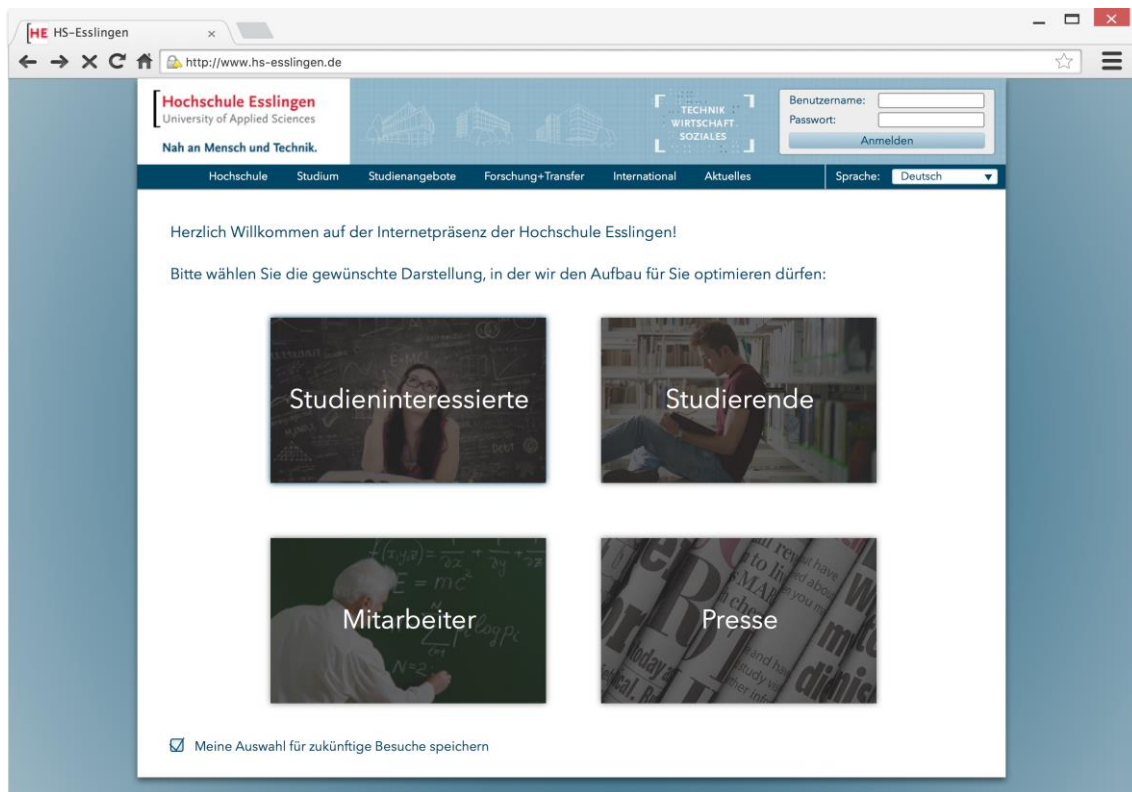 HE HS-Esslingen
http://www.hs-esslingen.de
Hochschule Esslingen
University of Applied Sciences
Nah an Mensch und Technik.
TECHNIK
WIRTSCHAFT.
SOZIALES
Benutzername:
Passwort:
Anmelden
Hochschule Studium Studienangebote Forschung+Transfer International Aktuelles Sprache: Deutsch
Herzlich Willkommen auf der Internetpräsenz der Hochschule Esslingen!
Bitte wählen Sie die gewünschte Darstellung, in der wir den Aufbau für Sie optimieren dürfen:
Studieninteressierte
Studierende
Mitarbeiter
Presse
Meine Auswahl für zukünftige Besuche speichern